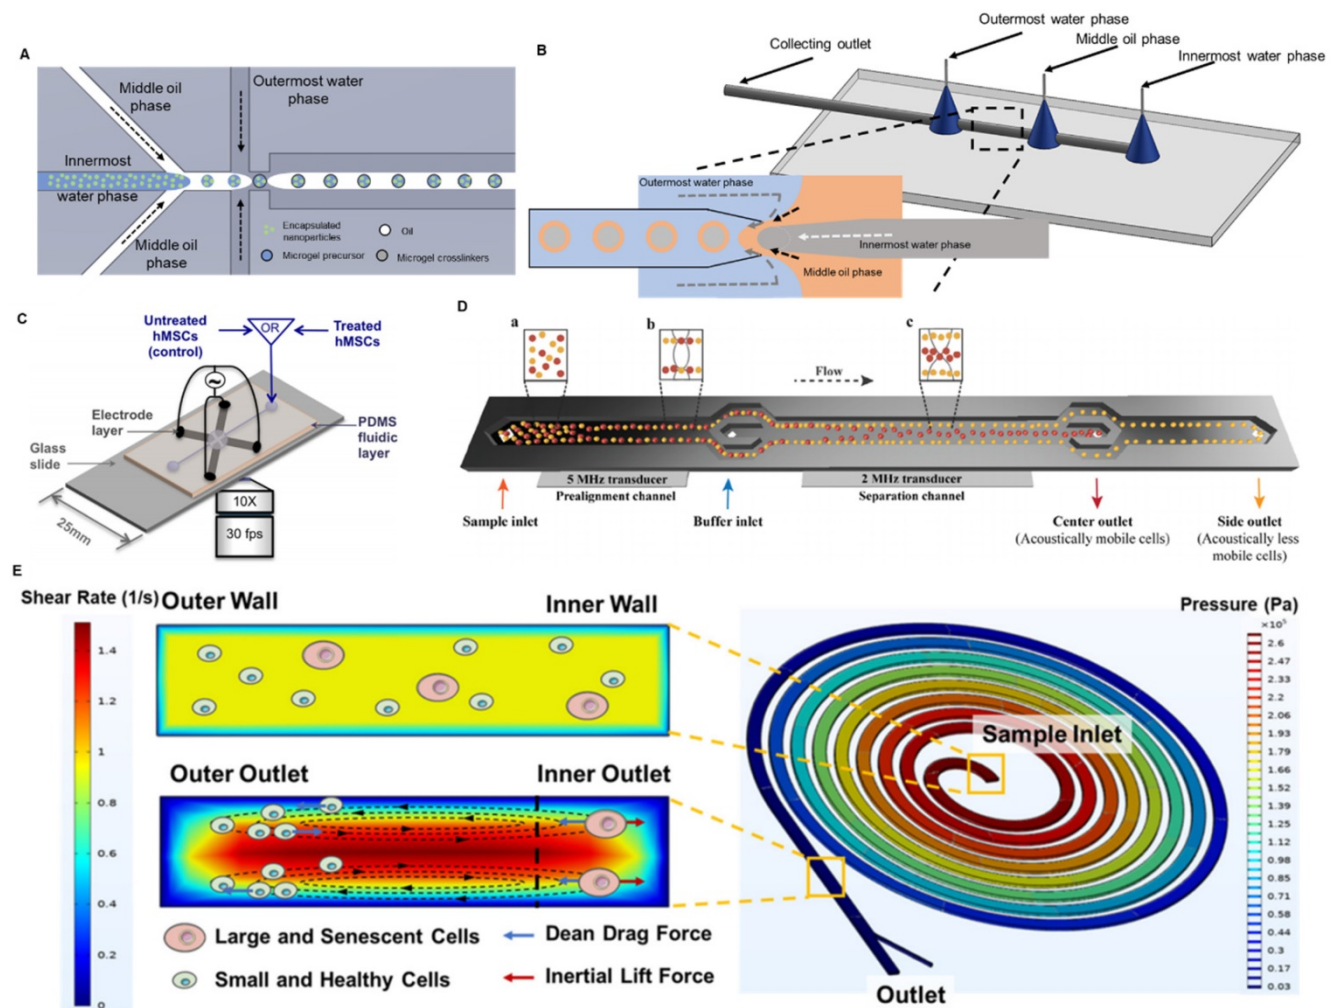 A
Middle oil
phase
Outermost water
phase
Innermost
water phase
Middle oil
phase
Encapsulated
nanoparticles
Oil
Microgel precursor
Microgel crosslinkers
B
Outermost water phase
Middle oil phase
Innermost water phase
Collecting outlet
Outermost water phase
Innermost water phase
Middle oil phase
C
Untreated
hMSCs
(control)
OR
Treated
hMSCs
~
Electrode
layer
Glass
slide
PDMS
fluidic
layer
25mm
10X
30 fps
D
a
b
c
Flow
5 MHz transducer
Prealignment channel
2 MHz transducer
Separation channel
Sample inlet
Buffer inlet
Center outlet
(Acoustically mobile cells)
Side outlet
(Acoustically less
mobile cells)
E
Shear Rate (1/s)
1.4
1.2
1
0.8
0.6
0.4
0.2
0
Outer Wall
Inner Wall
Outer Outlet
Inner Outlet
Large and Senescent Cells
Dean Drag Force
Small and Healthy Cells
Inertial Lift Force
Sample Inlet
Outlet
Pressure (Pa)
×10⁵
2.6
2.47
2.33
2.2
2.06
1.93
1.79
1.66
1.52
1.39
1.25
1.12
0.98
0.85
0.71
0.58
0.44
0.3
0.17
0.03